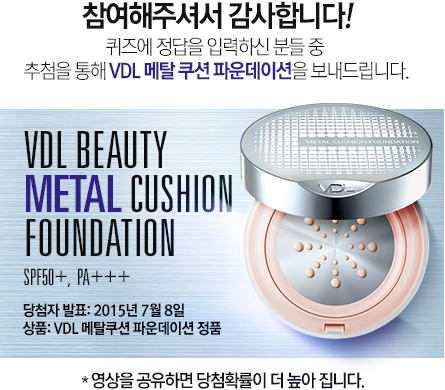 참여해주셔서 감사합니다!
퀴즈에 정답을 입력하신 분들 중
추첨을 통해 VDL 메탈 쿠션 파운데이션을 보내드립니다.
METAL CUSHION FOUNDATION
VDL
VDL BEAUTY
METAL CUSHION
FOUNDATION
SPF50+, PA+++
당첨자 발표: 2015년 7월 8일
상품: VDL 메탈쿠션 파운데이션 정품
* 영상을 공유하면 당첨확률이 더 높아 집니다.